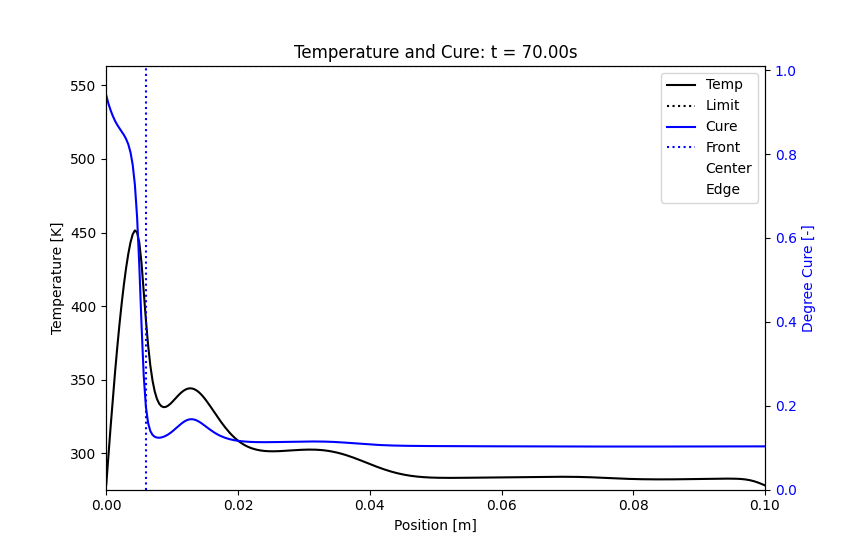 Temperature and Cure: t = 70.00s
Temperature [K]
550
500
450
400
350
300
Temp
Limit
Cure
Front
Center
Edge
1.0
0.8
0.6
0.4
0.2
0.0
Degree Cure [-]
0.00
0.02
0.04
0.06
0.08
0.10
Position [m]